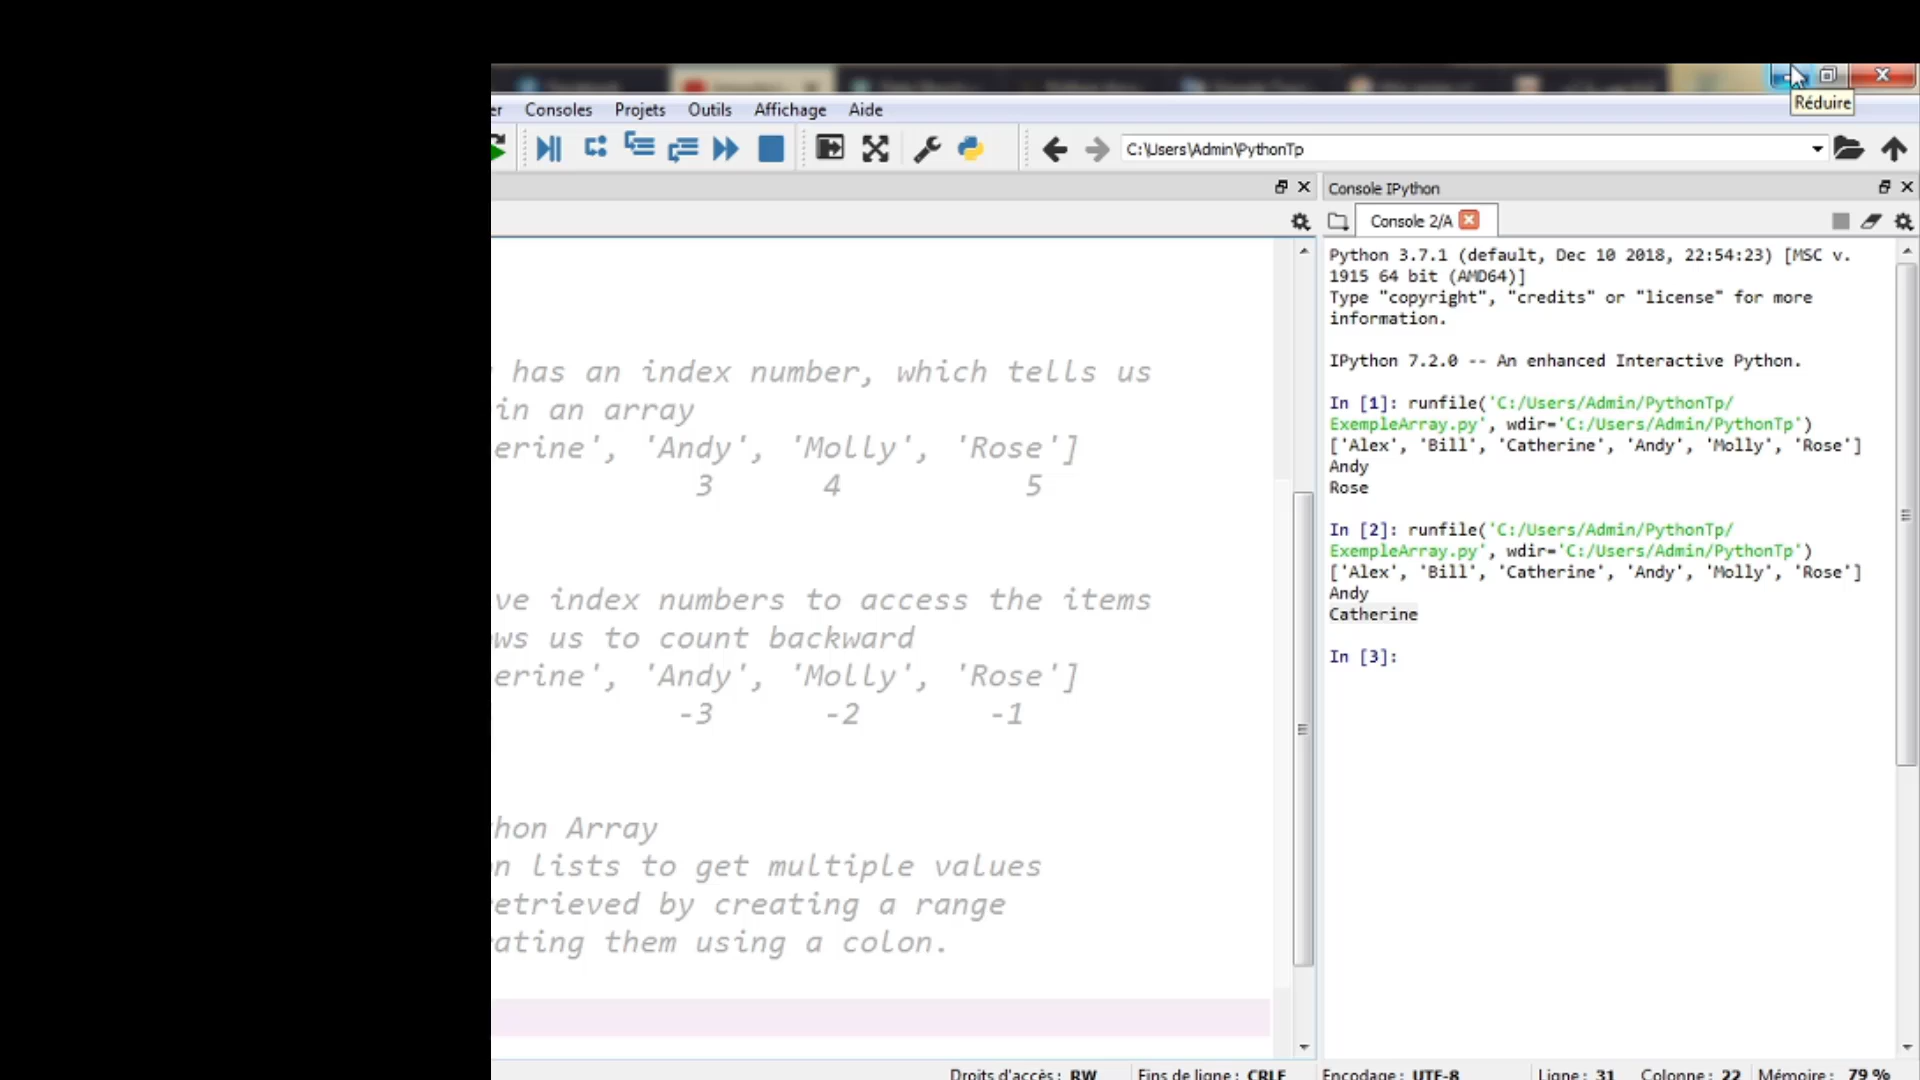 er Consoles Projets Outils Affichage Aide
Réduire
C:\Users\Admin\PythonTp
has an index number, which tells us
in an array
erine', 'Andy', 'Molly', 'Rose']
3 4 5
ve index numbers to access the items
ws us to count backward
erine', 'Andy', 'Molly', 'Rose']
-3 -2 -1
hon Array
n lists to get multiple values
etrieved by creating a range
ating them using a colon.
Console IPython
Console 2/A
Python 3.7.1 (default, Dec 10 2018, 22:54:23) [MSC v.
1915 64 bit (AMD64)]
Type "copyright", "credits" or "license" for more
information.
IPython 7.2.0 -- An enhanced Interactive Python.
In [1]: runfile('C:/Users/Admin/PythonTp/
ExempleArray.py', wdir='C:/Users/Admin/PythonTp')
['Alex', 'Bill', 'Catherine', 'Andy', 'Molly', 'Rose']
Andy
Rose
In [2]: runfile('C:/Users/Admin/PythonTp/
ExempleArray.py', wdir='C:/Users/Admin/PythonTp')
['Alex', 'Bill', 'Catherine', 'Andy', 'Molly', 'Rose']
Andy
Catherine
In [3]:
Droits d'accès : RW Fins de ligne : CRLF Encodage : UTF-8 Ligne : 31 Colonne : 22 Mémoire : 79 %